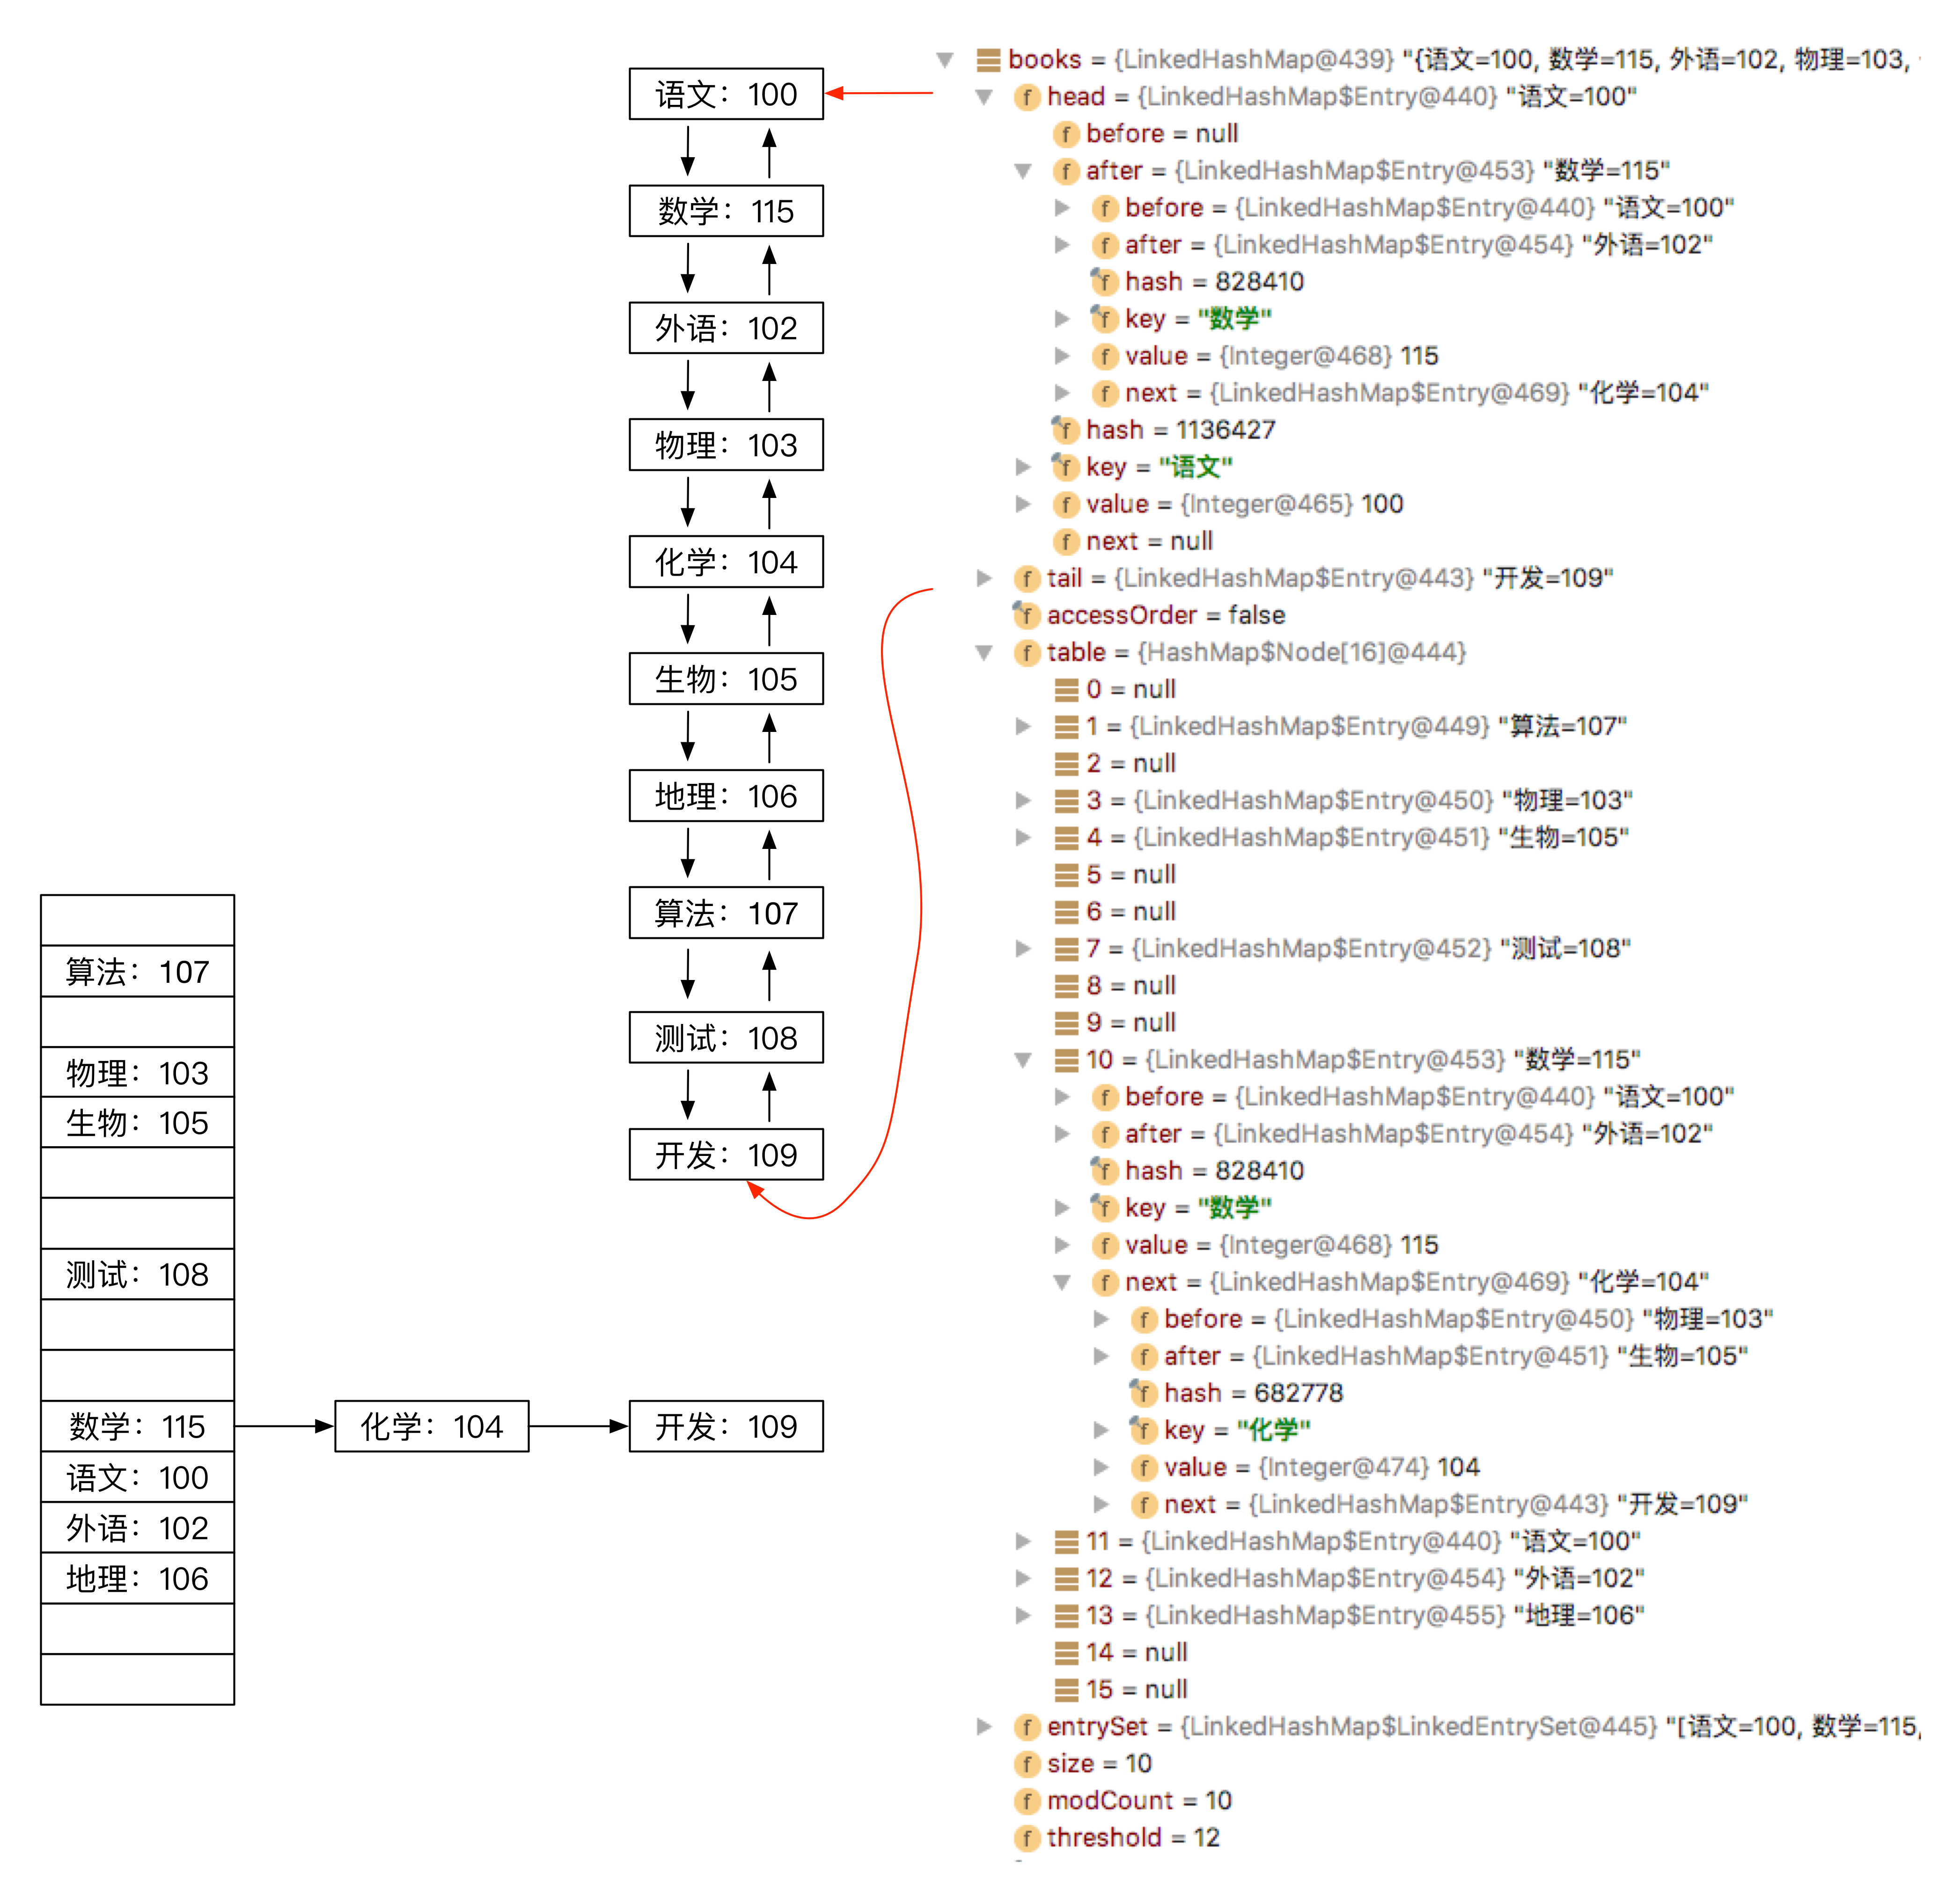 语文：100
数学：115
外语：102
物理：103
化学：104
生物：105
地理：106
算法：107
测试：108
开发：109
算法：107
物理：103
生物：105
测试：108
数学：115
化学：104
开发：109
语文：100
外语：102
地理：106
books = {LinkedHashMap@439} "{语文=100, 数学=115, 外语=102, 物理=103,
f head = {LinkedHashMap$Entry@440} "语文=100"
f before = null
f after = {LinkedHashMap$Entry@453} "数学=115"
f before = {LinkedHashMap$Entry@440} "语文=100"
f after = {LinkedHashMap$Entry@454} "外语=102"
f hash = 828410
f key = "数学"
f value = {Integer@468} 115
f next = {LinkedHashMap$Entry@469} "化学=104"
f hash = 1136427
f key = "语文"
f value = {Integer@465} 100
f next = null
f tail = {LinkedHashMap$Entry@443} "开发=109"
f accessOrder = false
f table = {HashMap$Node[16]@444}
0 = null
1 = {LinkedHashMap$Entry@449} "算法=107"
2 = null
3 = {LinkedHashMap$Entry@450} "物理=103"
4 = {LinkedHashMap$Entry@451} "生物=105"
5 = null
6 = null
7 = {LinkedHashMap$Entry@452} "测试=108"
8 = null
9 = null
10 = {LinkedHashMap$Entry@453} "数学=115"
f before = {LinkedHashMap$Entry@440} "语文=100"
f after = {LinkedHashMap$Entry@454} "外语=102"
f hash = 828410
f key = "数学"
f value = {Integer@468} 115
f next = {LinkedHashMap$Entry@469} "化学=104"
f before = {LinkedHashMap$Entry@450} "物理=103"
f after = {LinkedHashMap$Entry@451} "生物=105"
f hash = 682778
f key = "化学"
f value = {Integer@474} 104
f next = {LinkedHashMap$Entry@443} "开发=109"
11 = {LinkedHashMap$Entry@440} "语文=100"
12 = {LinkedHashMap$Entry@454} "外语=102"
13 = {LinkedHashMap$Entry@455} "地理=106"
14 = null
15 = null
f entrySet = {LinkedHashMap$LinkedEntrySet@445} "[语文=100, 数学=115,
f size = 10
f modCount = 10
f threshold = 12